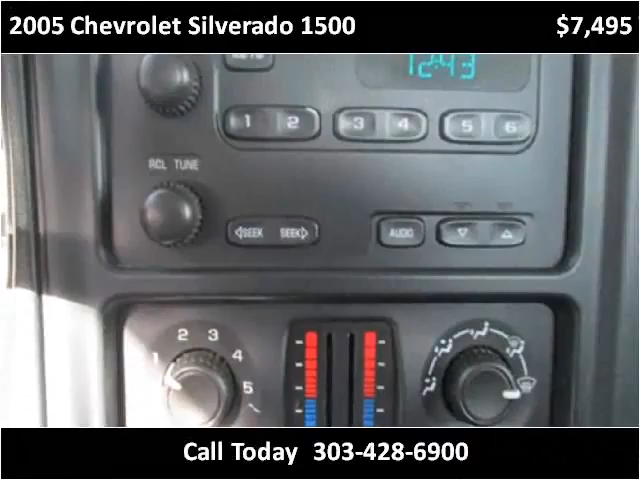 2005 Chevrolet Silverado 1500 $7,495
12:43
1 2 3 4 5 6
RCL TUNE
SEEK SEEK AUDIO
2 3
1 4
5
Call Today 303-428-6900